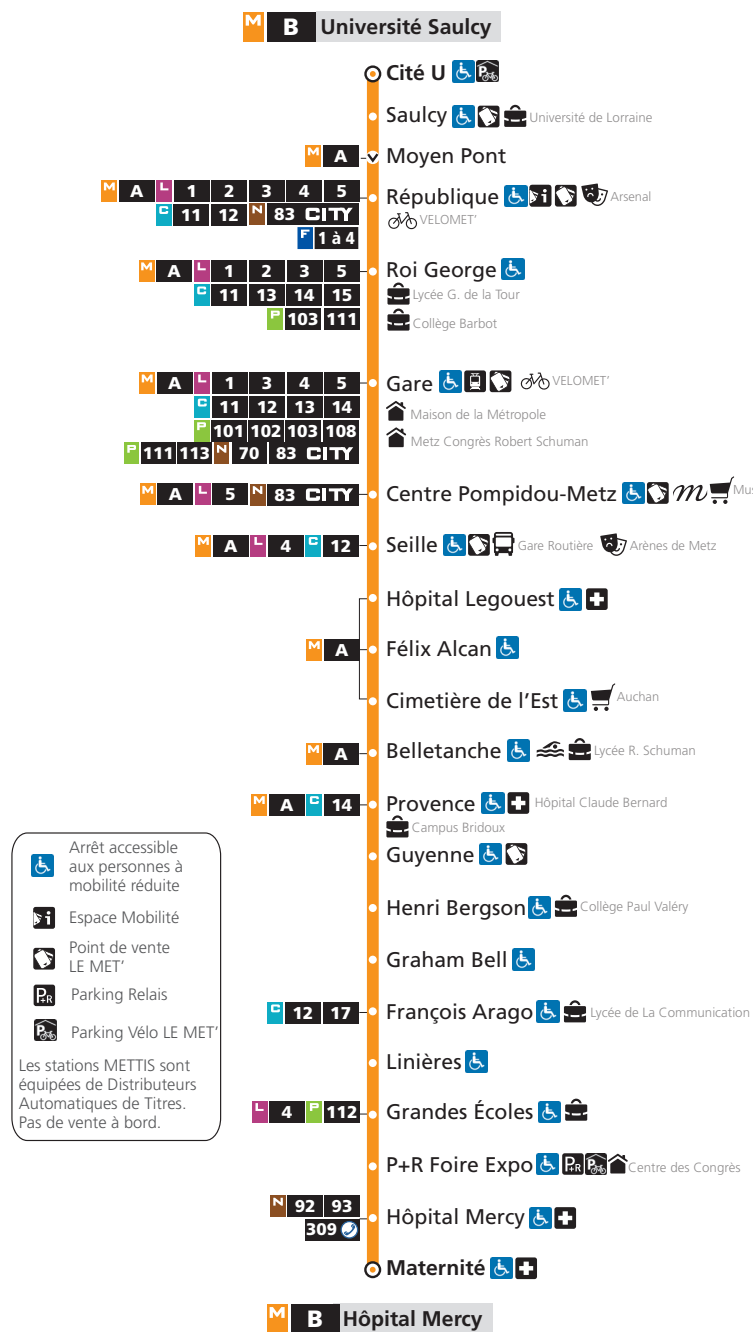 M B Université Saulcy
Cité U
Saulcy Université de Lorraine
M A Moyen Pont
M A L 1 2 3 4 5 République Arsenal
C 11 12 N 83 CITY VELOMET'
F 1 à 4
M A L 1 2 3 5 Roi George
C 11 13 14 15 Lycée G. de la Tour
P 103 111 Collège Barbot
M A L 1 3 4 5 Gare VELOMET'
C 11 12 13 14 Maison de la Métropole
P 101 102 103 108 Metz Congrès Robert Schuman
P 111 113 N 70 83 CITY
M A L 5 N 83 CITY Centre Pompidou-Metz m Mus
M A L 4 C 12 Seille Gare Routière Arènes de Metz
Hôpital Legouest
M A Félix Alcan
Cimetière de l'Est Auchan
M A Belletanche Lycée R. Schuman
M A C 14 Provence Hôpital Claude Bernard
Campus Bridoux
Guyenne
Henri Bergson Collège Paul Valéry
Graham Bell
C 12 17 François Arago Lycée de La Communication
Linières
L 4 P 112 Grandes Écoles
P+R Foire Expo P+R P Centre des Congrès
N 92 93 Hôpital Mercy
309
Maternité
M B Hôpital Mercy
Arrêt accessible
aux personnes à
mobilité réduite
i Espace Mobilité
Point de vente
LE MET'
P+R Parking Relais
P Parking Vélo LE MET'
Les stations METTIS sont
équipées de Distributeurs
Automatiques de Titres.
Pas de vente à bord.